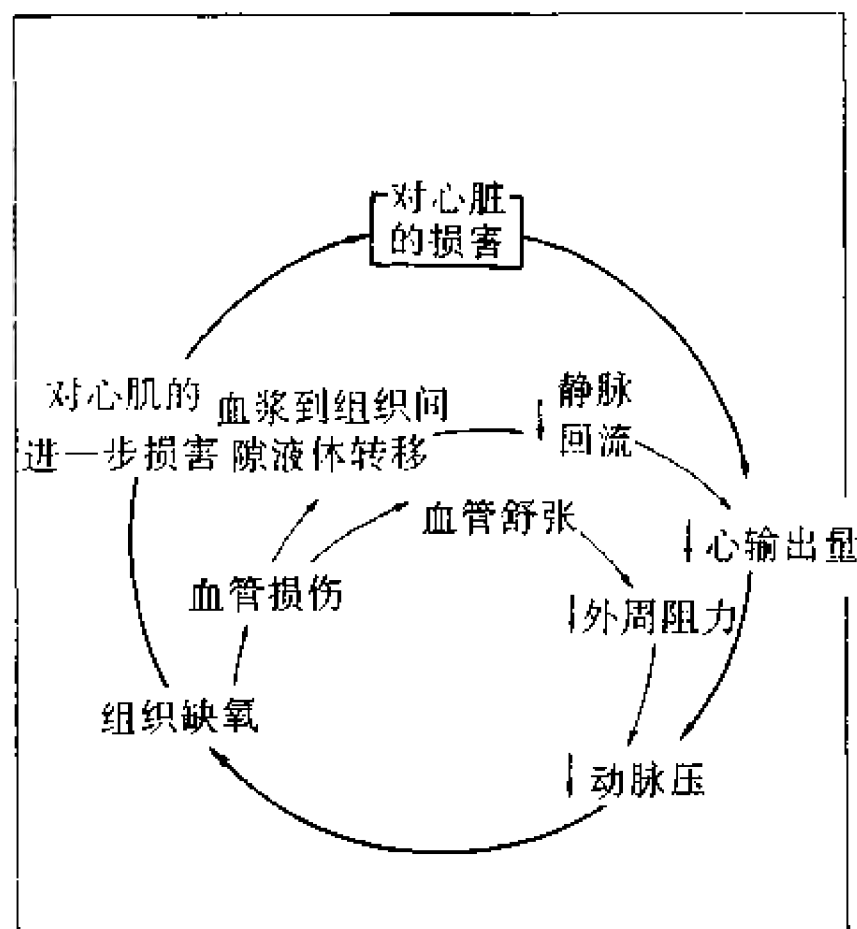 对心脏
的损害
对心肌的
进一步损害
血浆到组织间
隙液体转移
↓静脉
回流
血管舒张
↓心输出量
血管损伤
↓外周阻力
组织缺氧
↓动脉压